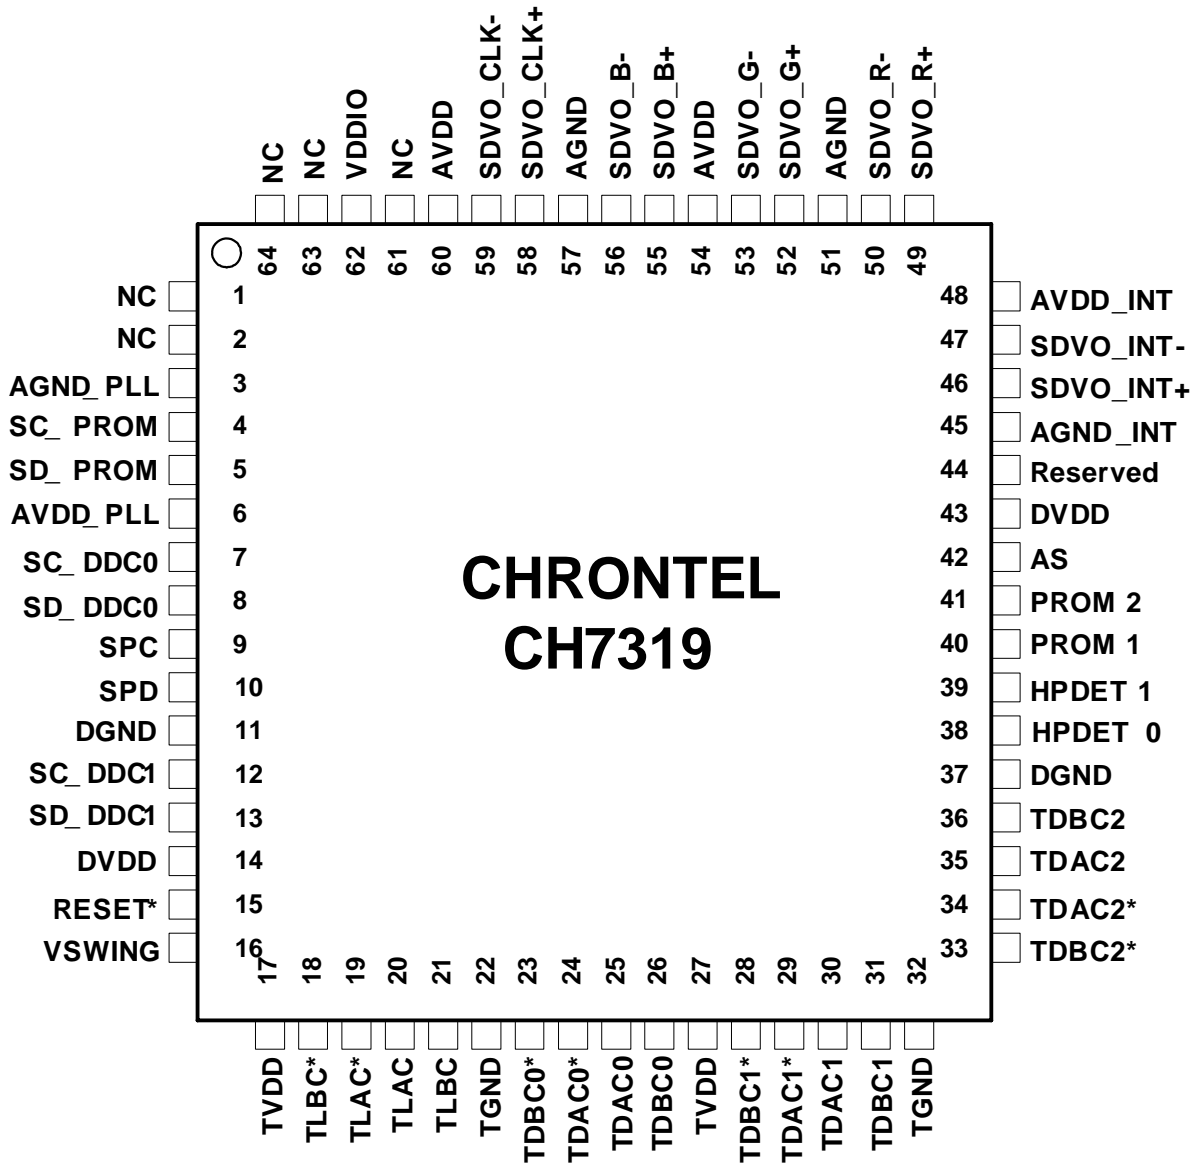 NC
NC
VDDIO
NC
AVDD
SDVO_CLK-
SDVO_CLK+
AGND
SDVO_B-
SDVO_B+
AVDD
SDVO_G-
SDVO_G+
AGND
SDVO_R-
SDVO_R+
64 63 62 61 60 59 58 57 56 55 54 53 52 51 50 49
NC 1
NC 2
AGND_PLL 3
SC_ PROM 4
SD_ PROM 5
AVDD_PLL 6
SC_ DDC0 7
SD_ DDC0 8
SPC 9
SPD 10
DGND 11
SC_ DDC1 12
SD_ DDC1 13
DVDD 14
RESET* 15
VSWING 16
CHRONTEL
CH7319
48 AVDD_INT
47 SDVO_INT-
46 SDVO_INT+
45 AGND_INT
44 Reserved
43 DVDD
42 AS
41 PROM 2
40 PROM 1
39 HPDET 1
38 HPDET 0
37 DGND
36 TDBC2
35 TDAC2
34 TDAC2*
33 TDBC2*
17 18 19 20 21 22 23 24 25 26 27 28 29 30 31 32
TVDD
TLBC*
TLAC*
TLAC
TLBC
TGND
TDBC0*
TDAC0*
TDAC0
TDBC0
TVDD
TDBC1*
TDAC1*
TDAC1
TDBC1
TGND